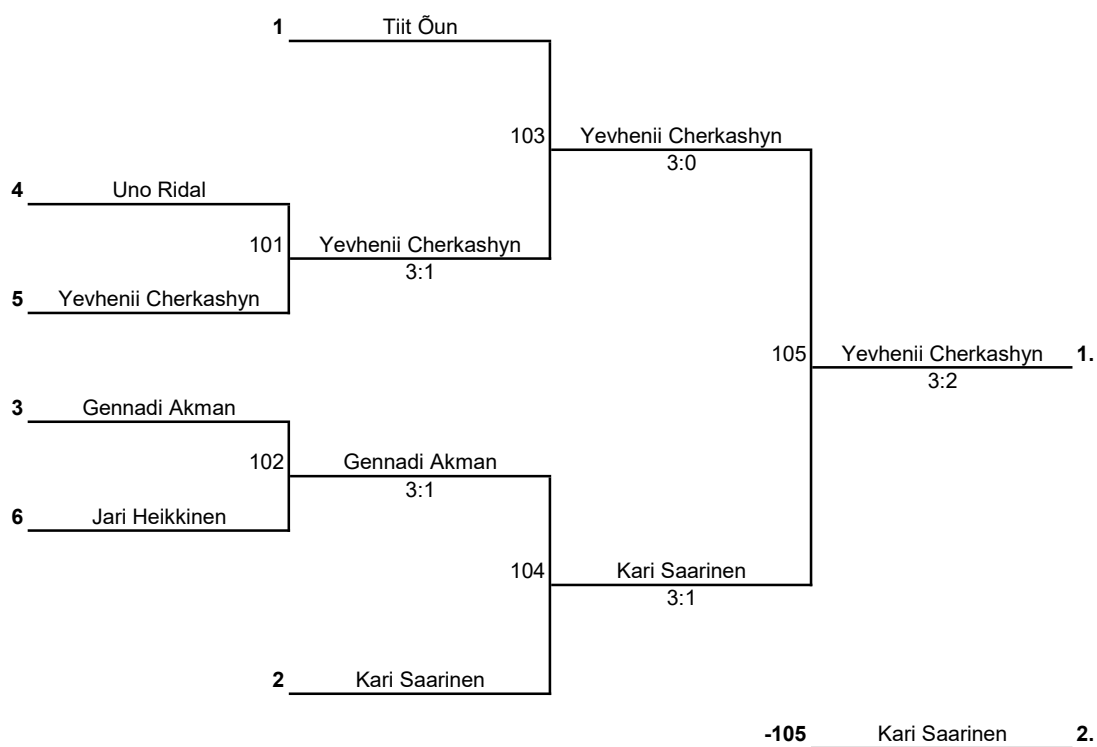 1 Tiit Õun
103 Yevhenii Cherkashyn
3:0
4 Uno Ridal
101 Yevhenii Cherkashyn
3:1
5 Yevhenii Cherkashyn
105 Yevhenii Cherkashyn 1.
3:2
3 Gennadi Akman
102 Gennadi Akman
3:1
6 Jari Heikkinen
104 Kari Saarinen
3:1
2 Kari Saarinen
-105 Kari Saarinen 2.